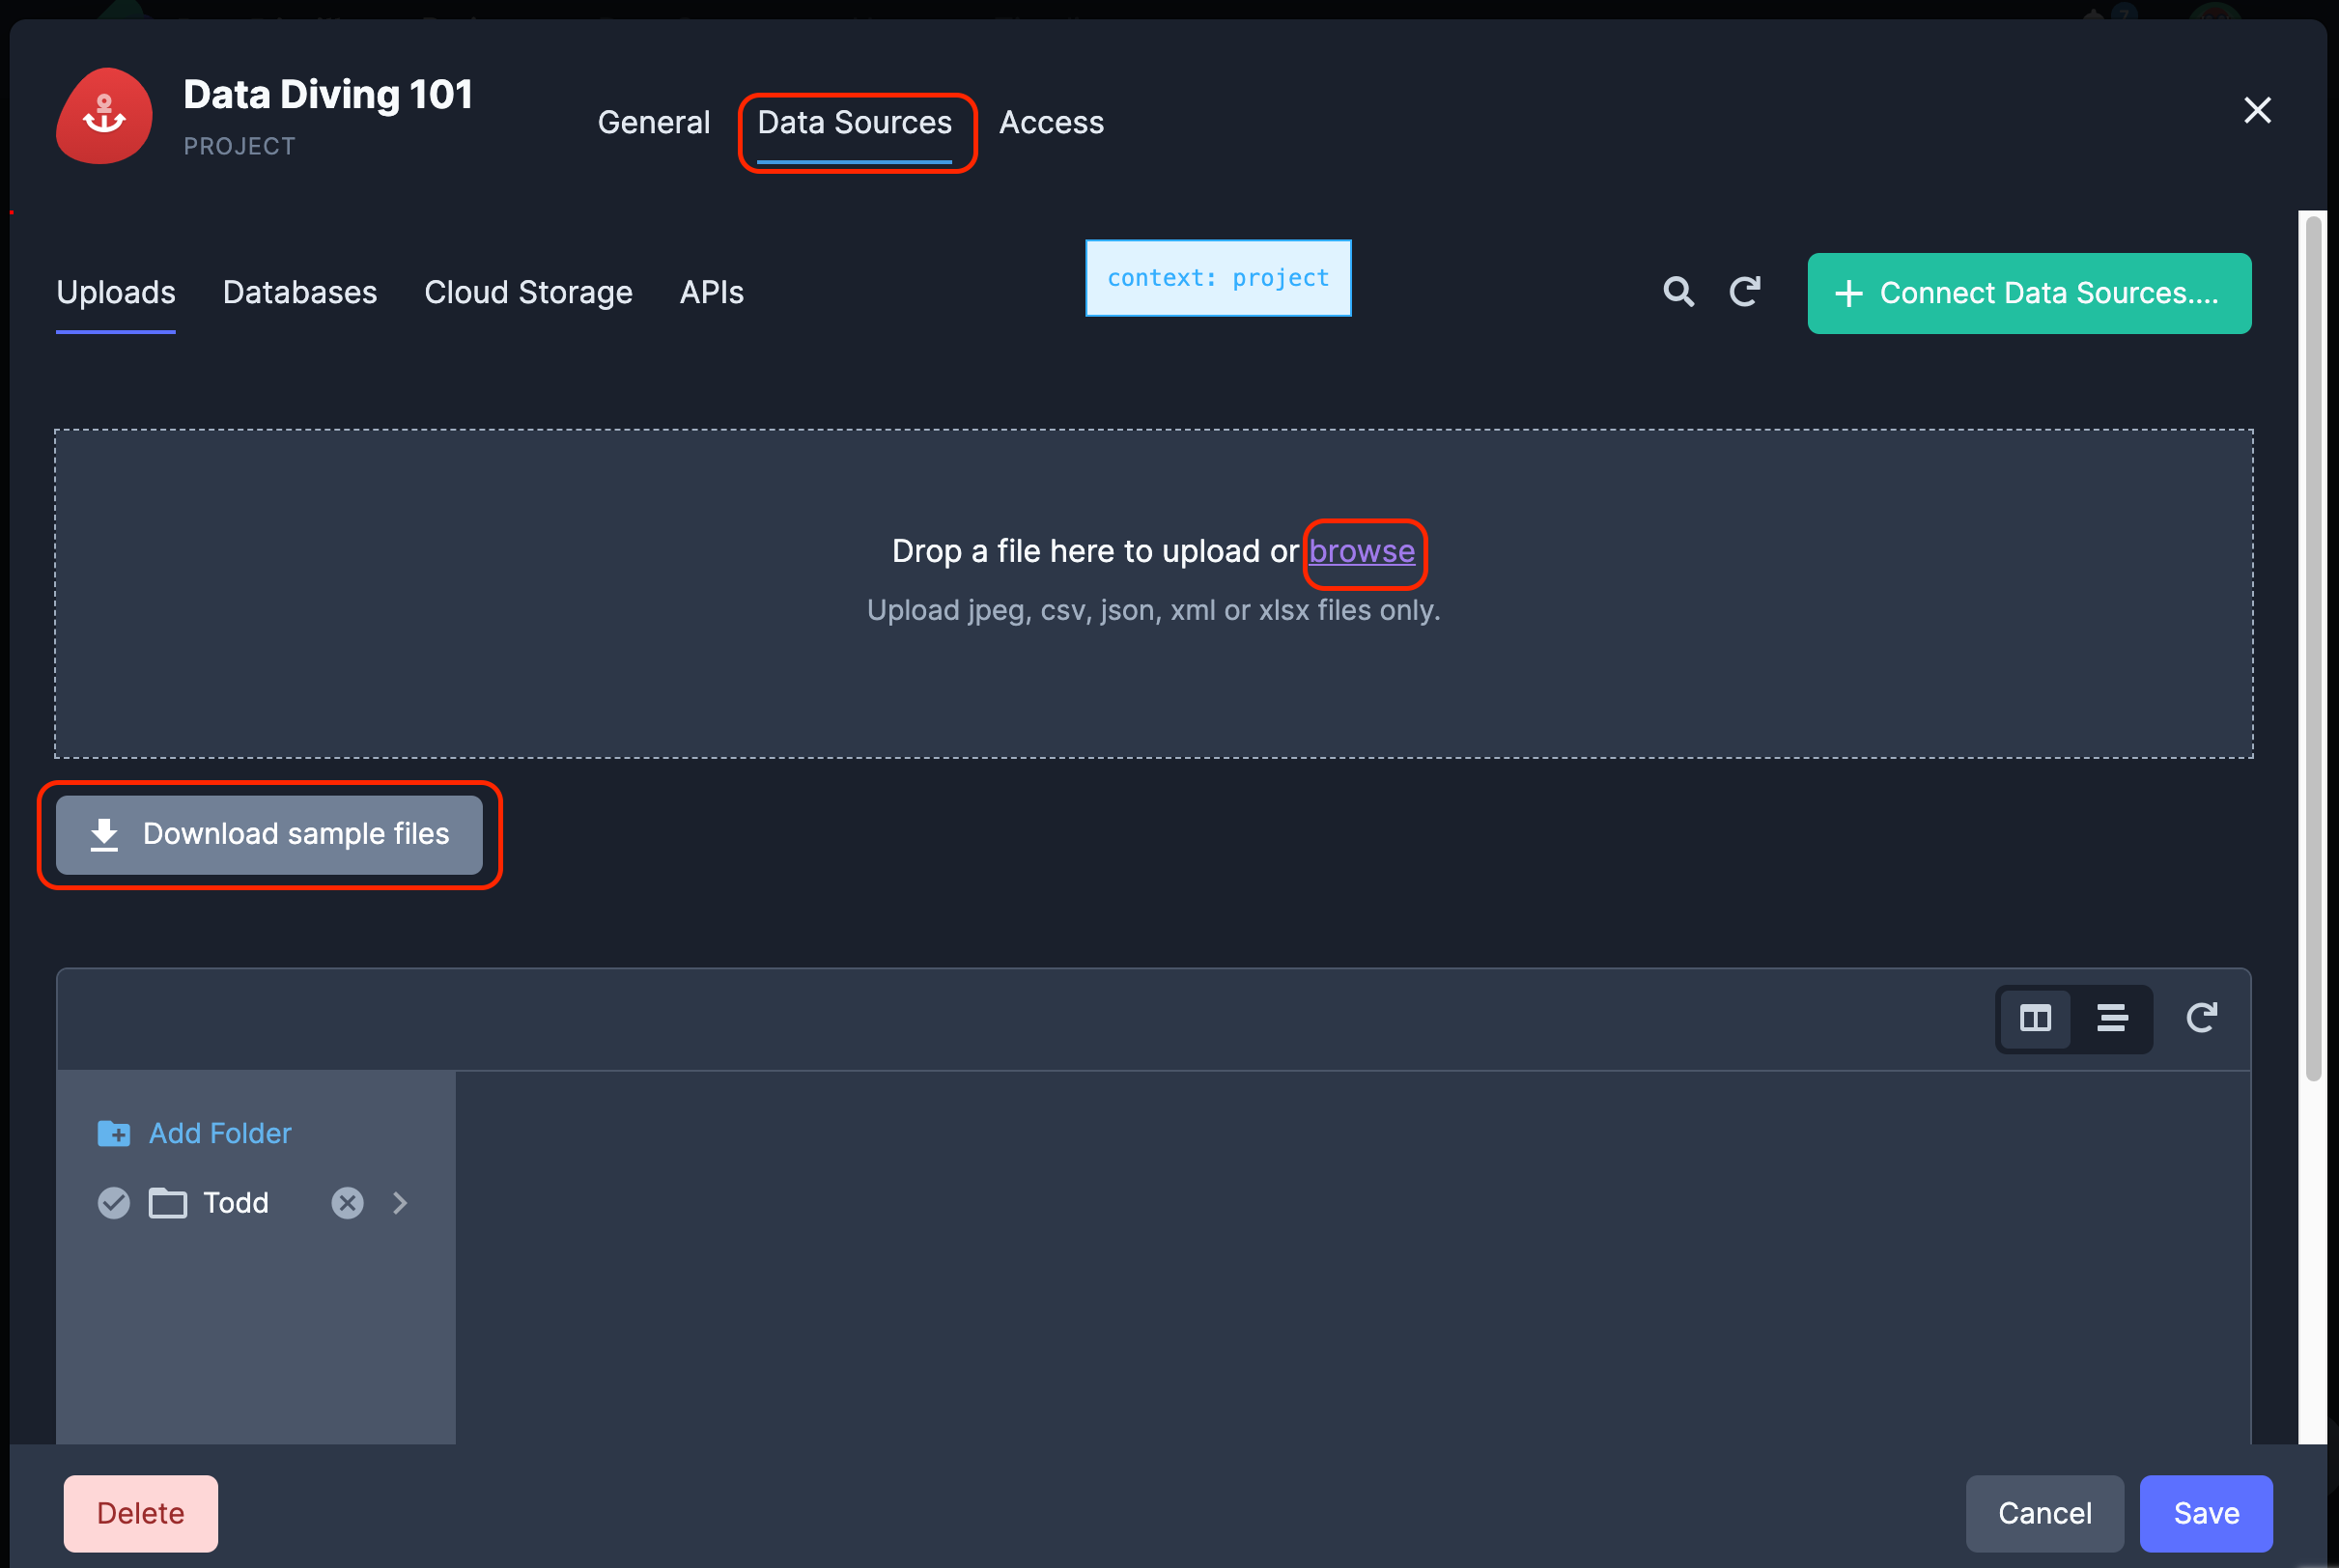 Data Diving 101
PROJECT
General
Data Sources
Access
Uploads
Databases
Cloud Storage
APIs
context: project
Connect Data Sources....
Drop a file here to upload or browse
Upload jpeg, csv, json, xml or xlsx files only.
Download sample files
Add Folder
Todd
Delete
Cancel
Save